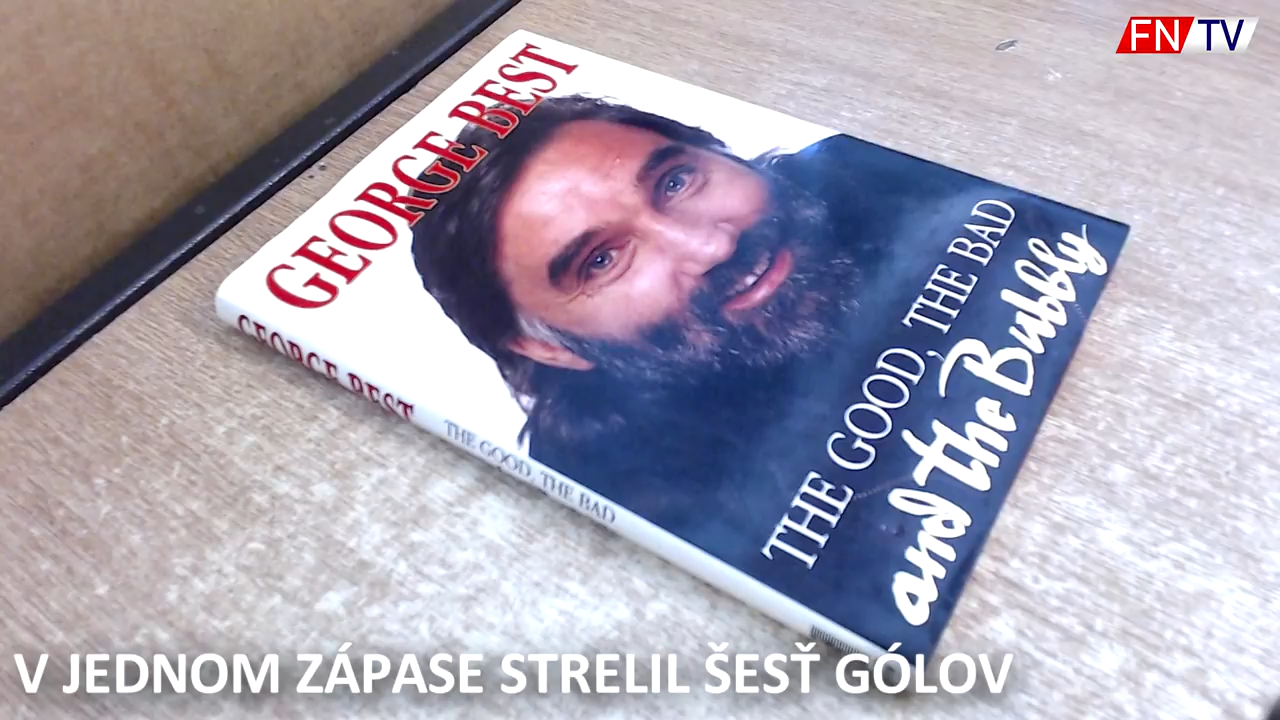 FN TV
GEORGE BEST
THE GOOD, THE BAD
and the Bubbly
GEORGE BEST
THE GOOD, THE BAD
V JEDNOM ZÁPASE STRELIL ŠESŤ GÓLOV